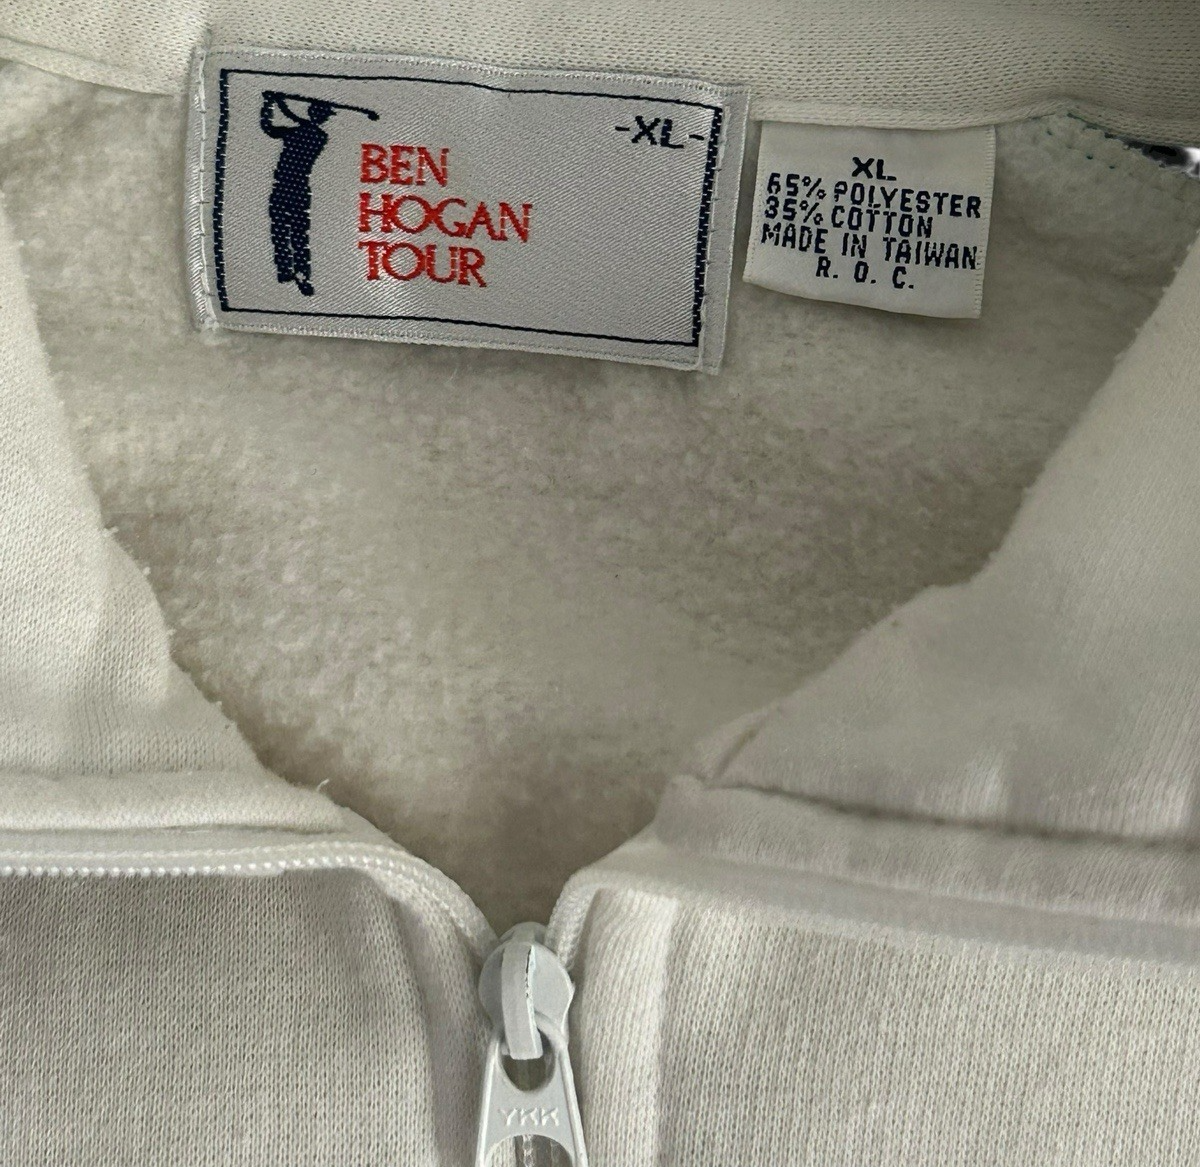 -XL-
BEN
HOGAN
TOUR
XL
65% POLYESTER
35% COTTON
MADE IN TAIWAN
R. O. C.
YKK